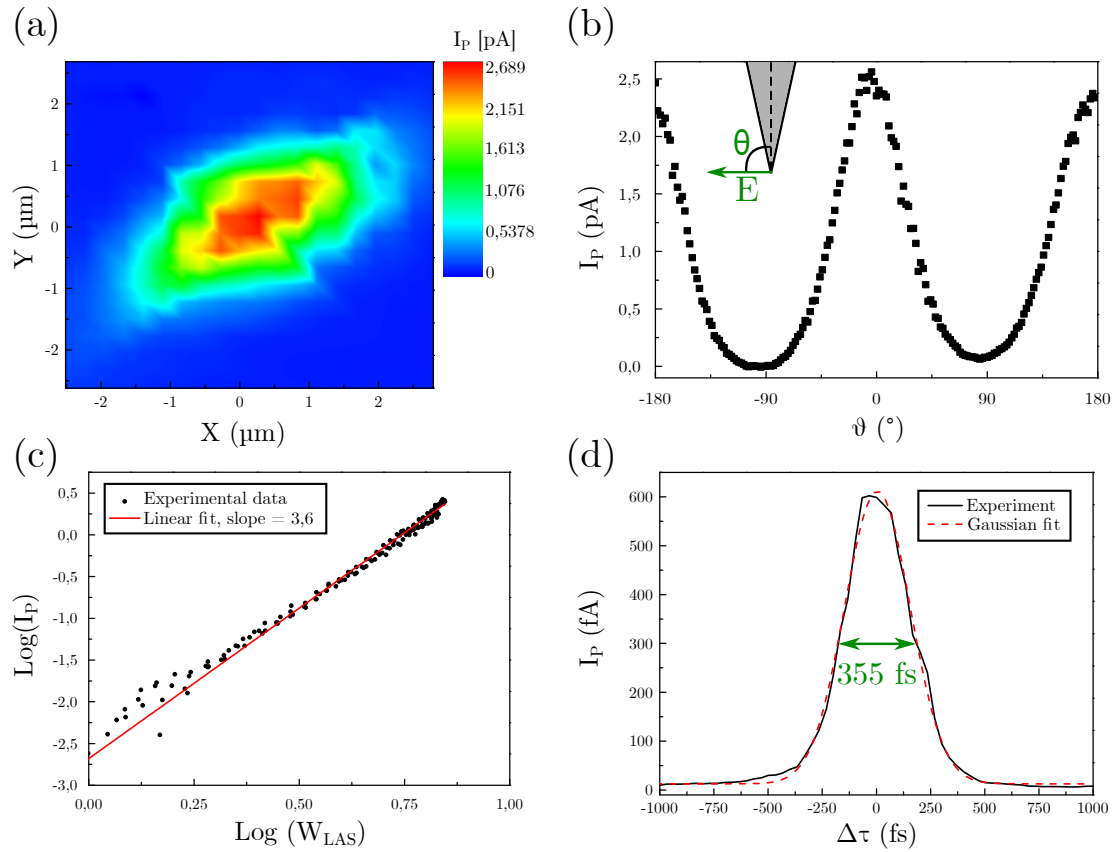 (a)
I_P [pA]
2,689
2,151
1,613
1,076
0,5378
0
2
1
0
-1
-2
Y (µm)
-2
-1
0
1
2
X (µm)
(b)
2,5
2,0
1,5
1,0
0,5
0,0
I_P (pA)
θ
E
-180
-90
0
90
180
ϑ (°)
(c)
0,5
0,0
-0,5
-1,0
-1,5
-2,0
-2,5
-3,0
Log(I_P)
Experimental data
Linear fit, slope = 3,6
0,00
0,25
0,50
0,75
1,00
Log (W_LAS)
(d)
600
500
400
300
200
100
0
I_P (fA)
Experiment
Gaussian fit
355 fs
-1000
-750
-500
-250
0
250
500
750
1000
Δτ (fs)